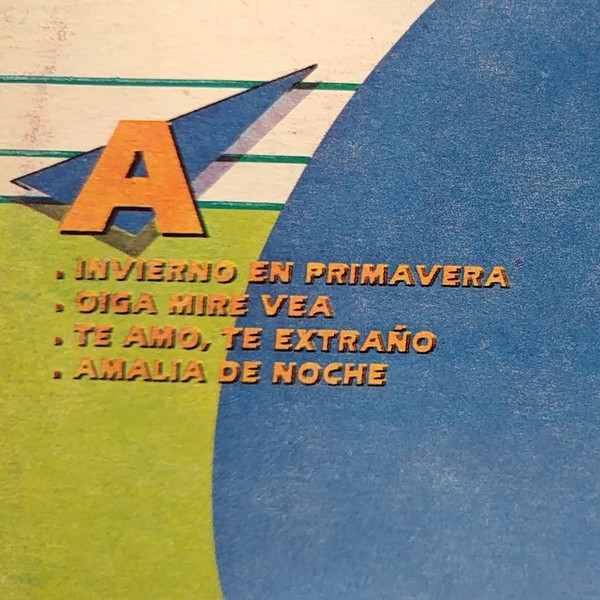 A
. INVIERNO EN PRIMAVERA
. OIGA MIRE VEA
. TE AMO, TE EXTRAÑO
. AMALIA DE NOCHE